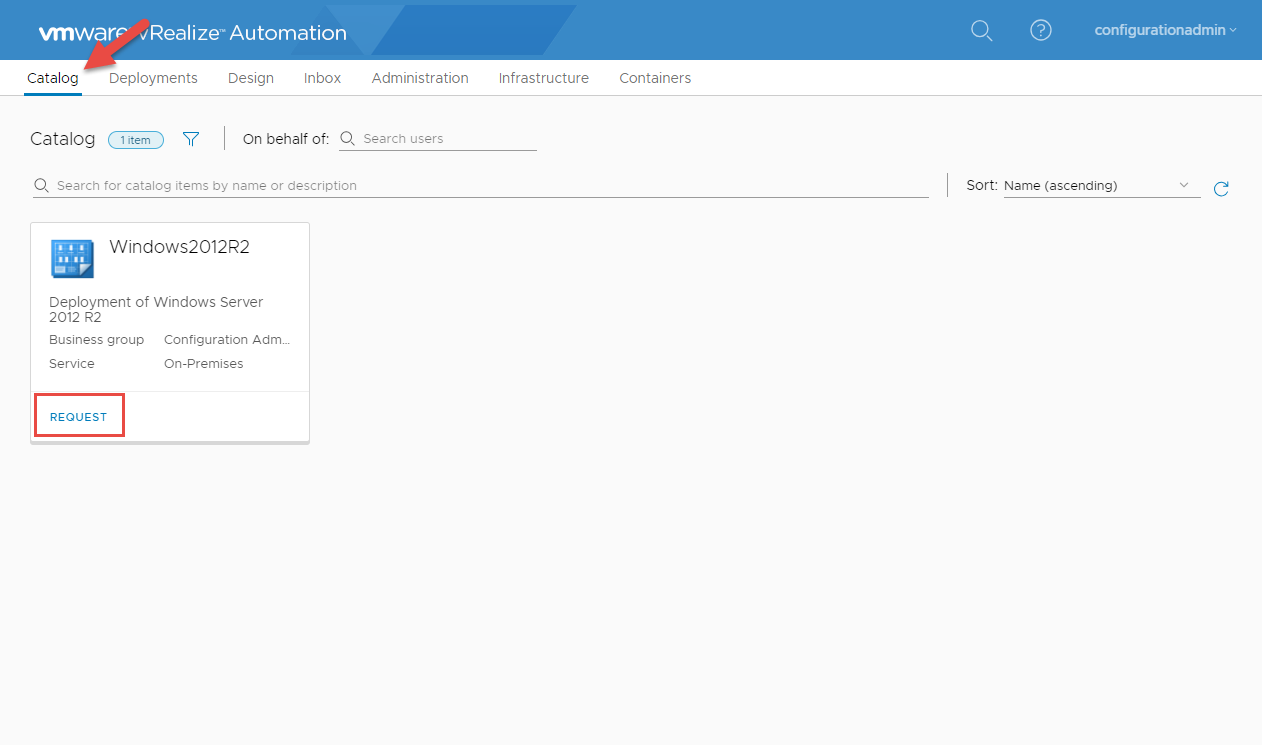 vmware vRealize™ Automation
configurationadmin
Catalog Deployments Design Inbox Administration Infrastructure Containers
Catalog 1 item On behalf of: Search users
Search for catalog items by name or description Sort: Name (ascending)
Windows2012R2
Deployment of Windows Server
2012 R2
Business group Configuration Adm...
Service On-Premises
REQUEST